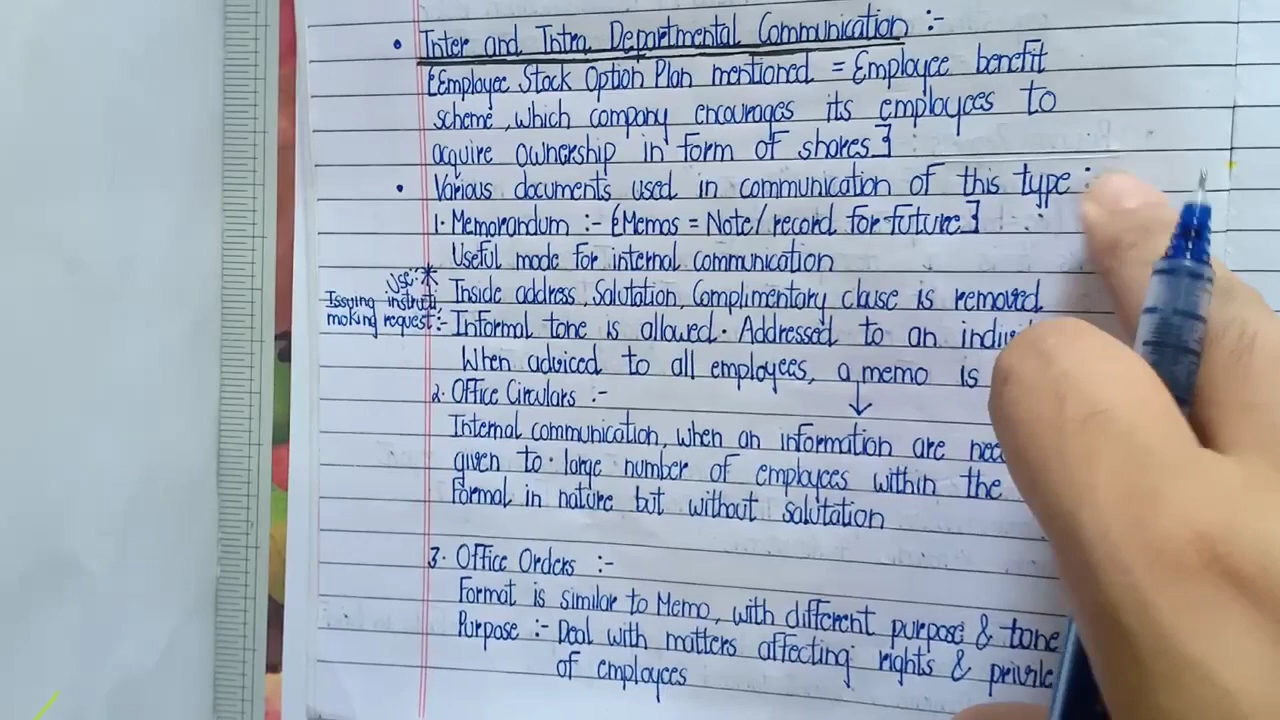 • Inter and Intra Departmental Communication :-
[Employee Stock Option Plan mentioned = Employee benefit
scheme, which company encourages its employees to
acquire ownership in form of shares]
• Various documents used in communication of this type :
1. Memorandum :- [Memos = Note/ record for future]
Useful mode for internal communication
Use:*
Issuing
making request:-
Inside address, Salutation, Complimentary clause is removed.
Informal tone is allowed. Addressed to an
When adviced to all employees, a memo is
2. Office Circulars :-
Internal communication, when an information are
given to large number of employees within the
Formal in nature but without salutation
3. Office Orders :-
Format is similar to Memo, with different purpose & tone
Purpose :- Deal with matters affecting rights &
of employees